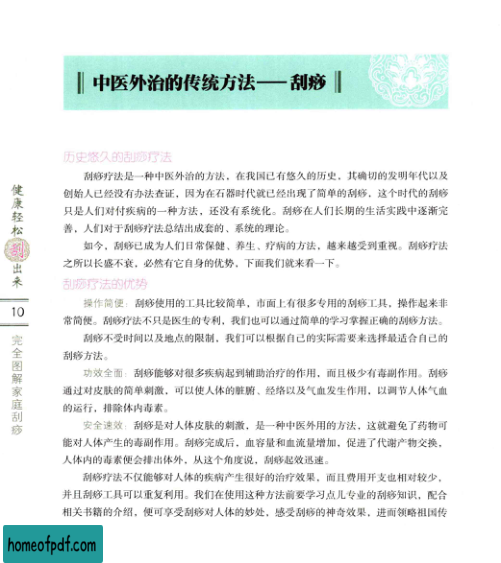 中医外治的传统方法——刮痧
历史悠久的刮痧疗法
刮痧疗法是一种中医外治的方法，在我国已有悠久的历史，其确切的发明年代以及
创始人已经没有办法查证，因为在石器时代就已经出现了简单的刮痧，这个时代的刮痧
只是人们对付疾病的一种方法，还没有系统化。刮痧在人们长期的生活实践中逐渐完
善，人们对于刮痧疗法总结出成套的、系统的理论。
如今，刮痧已成为人们日常保健、养生、疗病的方法，越来越受到重视。刮痧疗法
之所以长盛不衰，必然有它自身的优势，下面我们就来看一下。
刮痧疗法的优势
操作简便：刮痧使用的工具比较简单，市面上有很多专用的刮痧工具，操作起来非
常简便。刮痧疗法不只是医生的专利，我们也可以通过简单的学习掌握正确的刮痧方法。
刮痧不受时间以及地点的限制，我们可以根据自己的实际需要来选择最适合自己的
刮痧方法。
功效全面：刮痧能够对很多疾病起到辅助治疗的作用，而且极少有毒副作用。刮痧
通过对皮肤的简单刺激，可以使人体的脏腑、经络以及气血发生作用，以调节人体气血
的运行，排除体内毒素。
安全速效：刮痧是对人体皮肤的刺激，是一种中医外用的方法，这就避免了药物可
能对人体产生的毒副作用。刮痧完成后，血容量和血流量增加，促进了代谢产物交换，
人体内的毒素便会排出体外，从这个角度说，刮痧起效迅速。
刮痧疗法不仅能够对人体的疾病产生很好的治疗效果，而且费用开支也相对较少，
并且刮痧工具可以重复利用。我们在使用这种方法前要学习点儿专业的刮痧知识，配合
相关书籍的介绍，便可享受刮痧对人体的妙处，感受刮痧的神奇效果，进而领略祖国传
健康轻松刮出来
10
完全图解家庭刮痧
homeofpdf.com